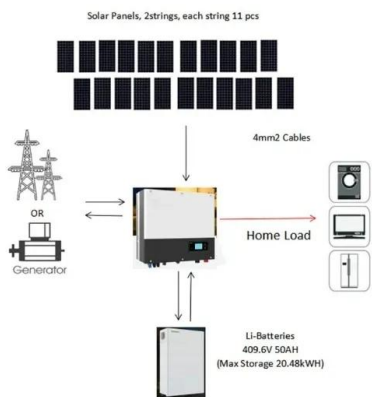 Solar Panels, 2strings, each string 11 pcs
4mm2 Cables
OR
Generator
Home Load
Li-Batteries
409.6V 50AH
(Max Storage 20.48kWH)